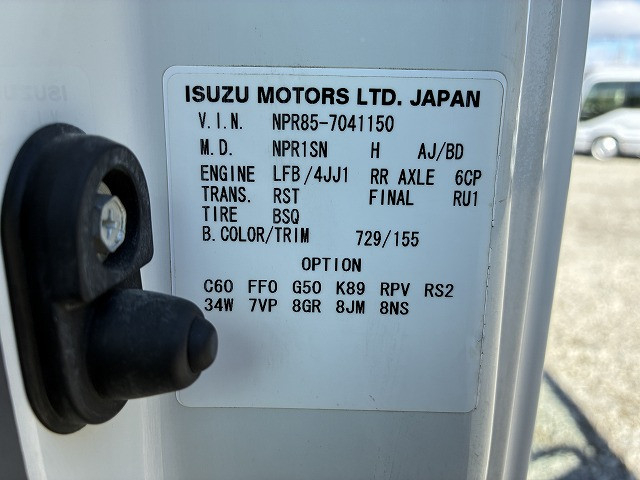 ISUZU MOTORS LTD. JAPAN
V.I.N. NPR85-7041150
M.D. NPR1SN H AJ/BD
ENGINE LFB/4JJ1 RR AXLE 6CP
TRANS. RST FINAL RU1
TIRE BSQ
B.COLOR/TRIM 729/155
OPTION
C60 FF0 G50 K89 RPV RS2
34W 7VP 8GR 8JM 8NS